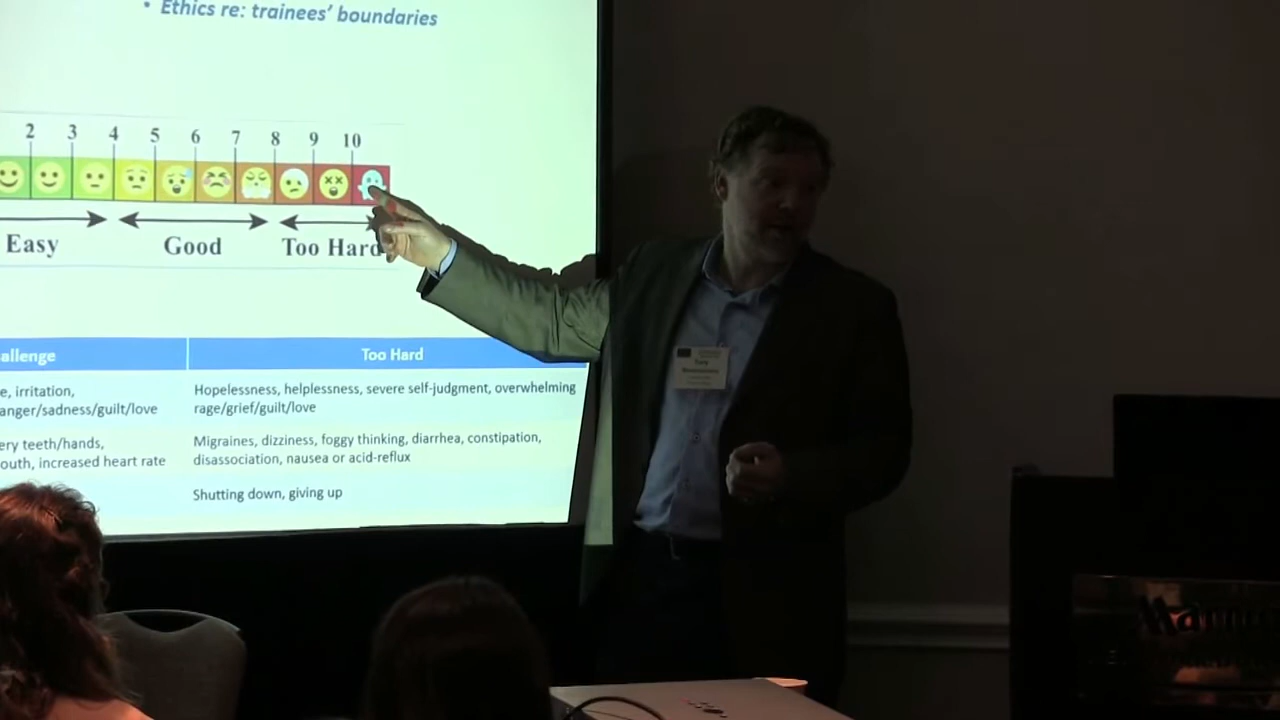 • Ethics re: trainees' boundaries
2 3 4 5 6 7 8 9 10
Easy Good Too Hard
allenge Too Hard
e, irritation,
anger/sadness/guilt/love
Hopelessness, helplessness, severe self-judgment, overwhelming
rage/grief/guilt/love
ery teeth/hands,
outh, increased heart rate
Migraines, dizziness, foggy thinking, diarrhea, constipation,
disassociation, nausea or acid-reflux
Shutting down, giving up
Tony